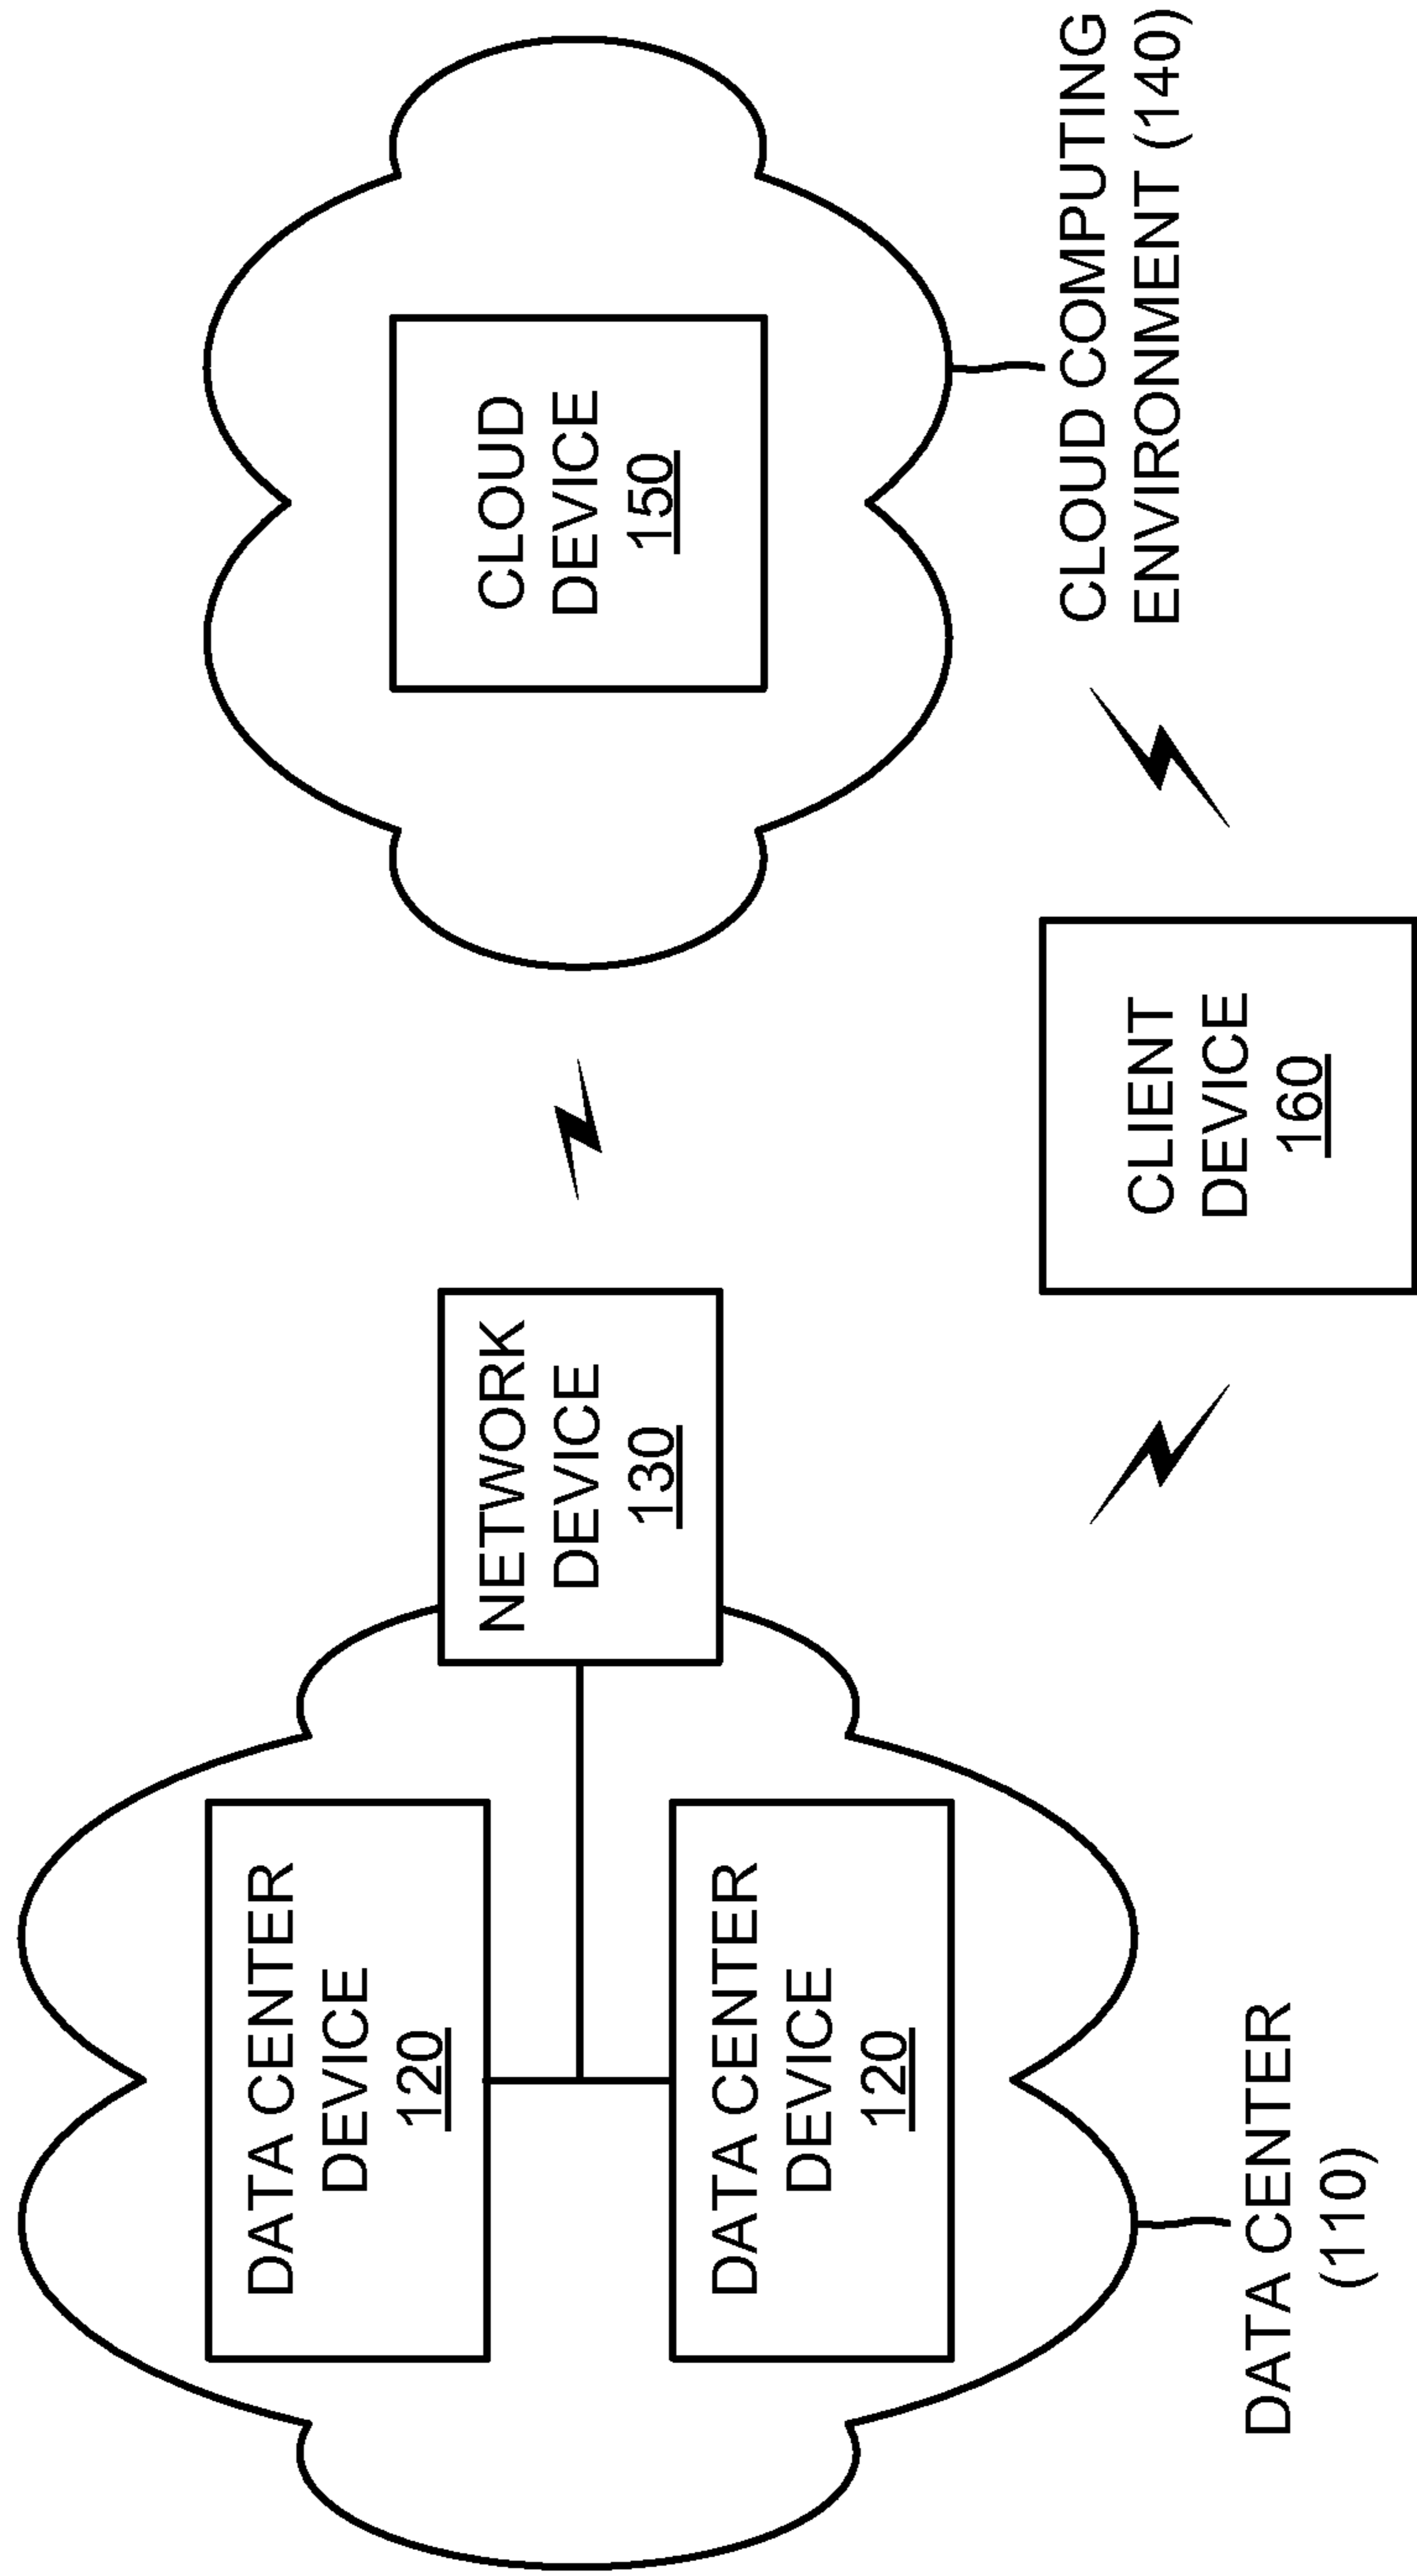 DATA CENTER
DEVICE
120
DATA CENTER
DEVICE
120
NETWORK
DEVICE
130
CLOUD
DEVICE
150
CLOUD COMPUTING
ENVIRONMENT (140)
CLIENT
DEVICE
160
DATA CENTER
(110)